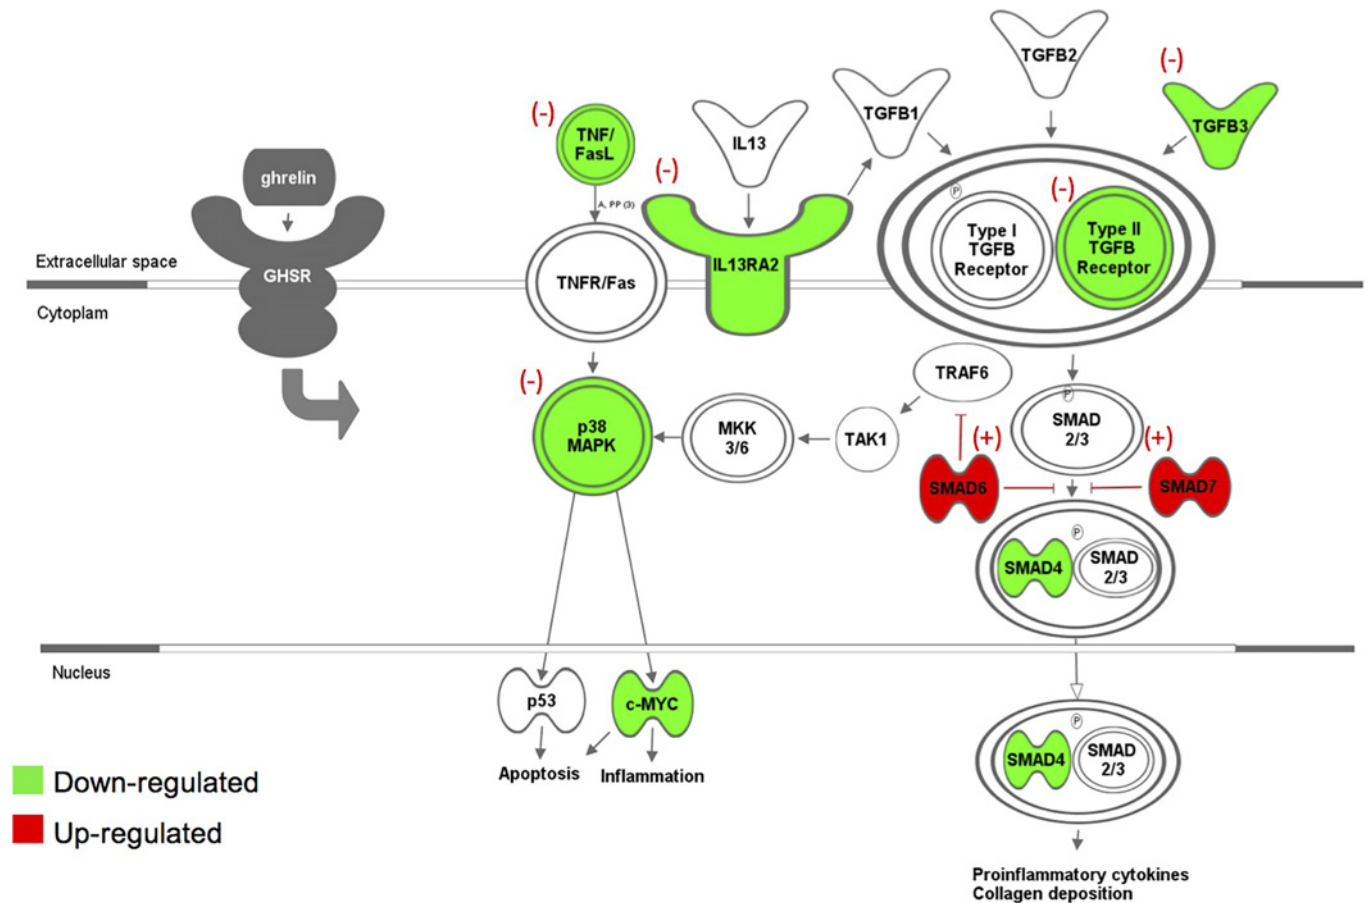 TGFB2
(-)
TGFB3
TGFB1
(-)
TNF/
FasL
IL13
(-)
ghrelin
A, PP (3)
P
(-)
Type I
TGFB
Receptor
Type II
TGFB
Receptor
Extracellular space
GHSR
TNFR/Fas
IL13RA2
Cytoplam
TRAF6
(-)
p38
MAPK
MKK
3/6
TAK1
P
SMAD
2/3
(+)
(+)
SMAD6
SMAD7
P
SMAD4
SMAD
2/3
Nucleus
p53
c-MYC
P
SMAD4
SMAD
2/3
Apoptosis
Inflammation
Down-regulated
Up-regulated
Proinflammatory cytokines
Collagen deposition